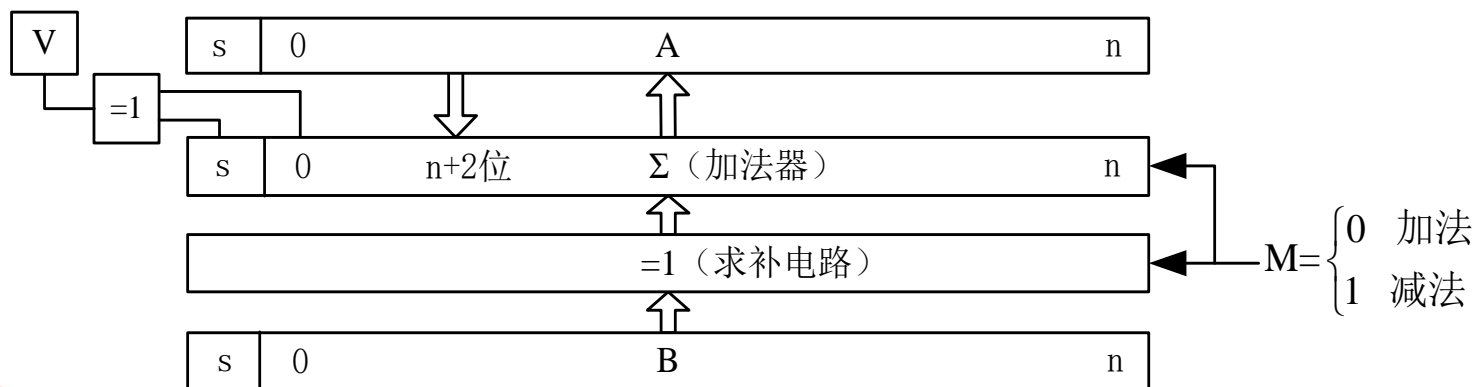 V
s 0 A n
=1
s 0 n+2位 Σ（加法器） n
=1（求补电路）
M={0 加法
1 减法
s 0 B n